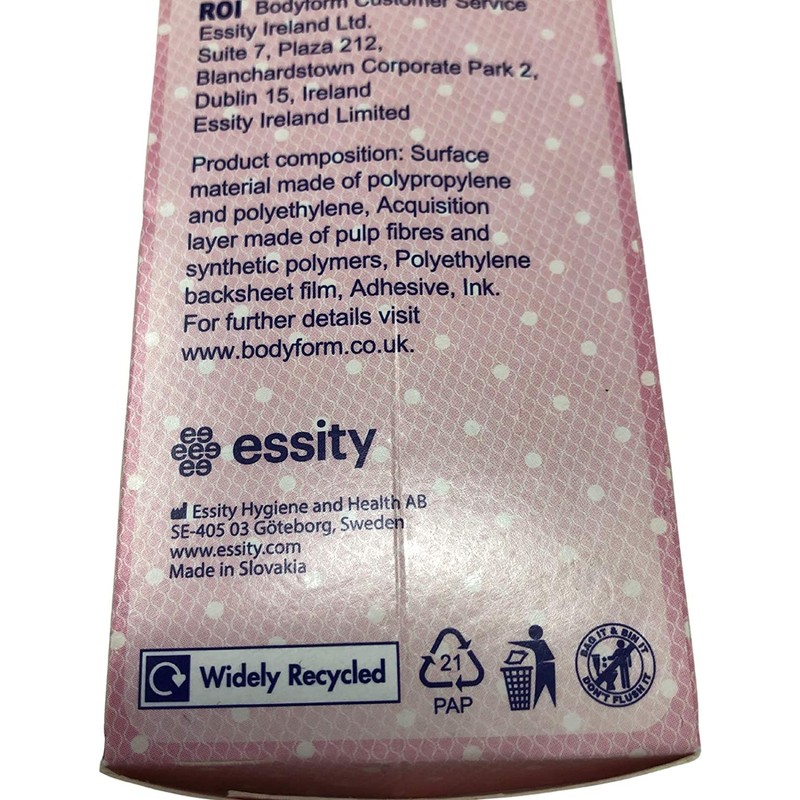 ROI Bodyform Customer Service
Essity Ireland Ltd.
Suite 7, Plaza 212,
Blanchardstown Corporate Park 2,
Dublin 15, Ireland
Essity Ireland Limited
Product composition: Surface
material made of polypropylene
and polyethylene, Acquisition
layer made of pulp fibres and
synthetic polymers, Polyethylene
backsheet film, Adhesive, Ink.
For further details visit
www.bodyform.co.uk.
essity
Essity Hygiene and Health AB
SE-405 03 Göteborg, Sweden
www.essity.com
Made in Slovakia
Widely Recycled
21
PAP
BAG IT & BIN IT
DON'T FLUSH IT